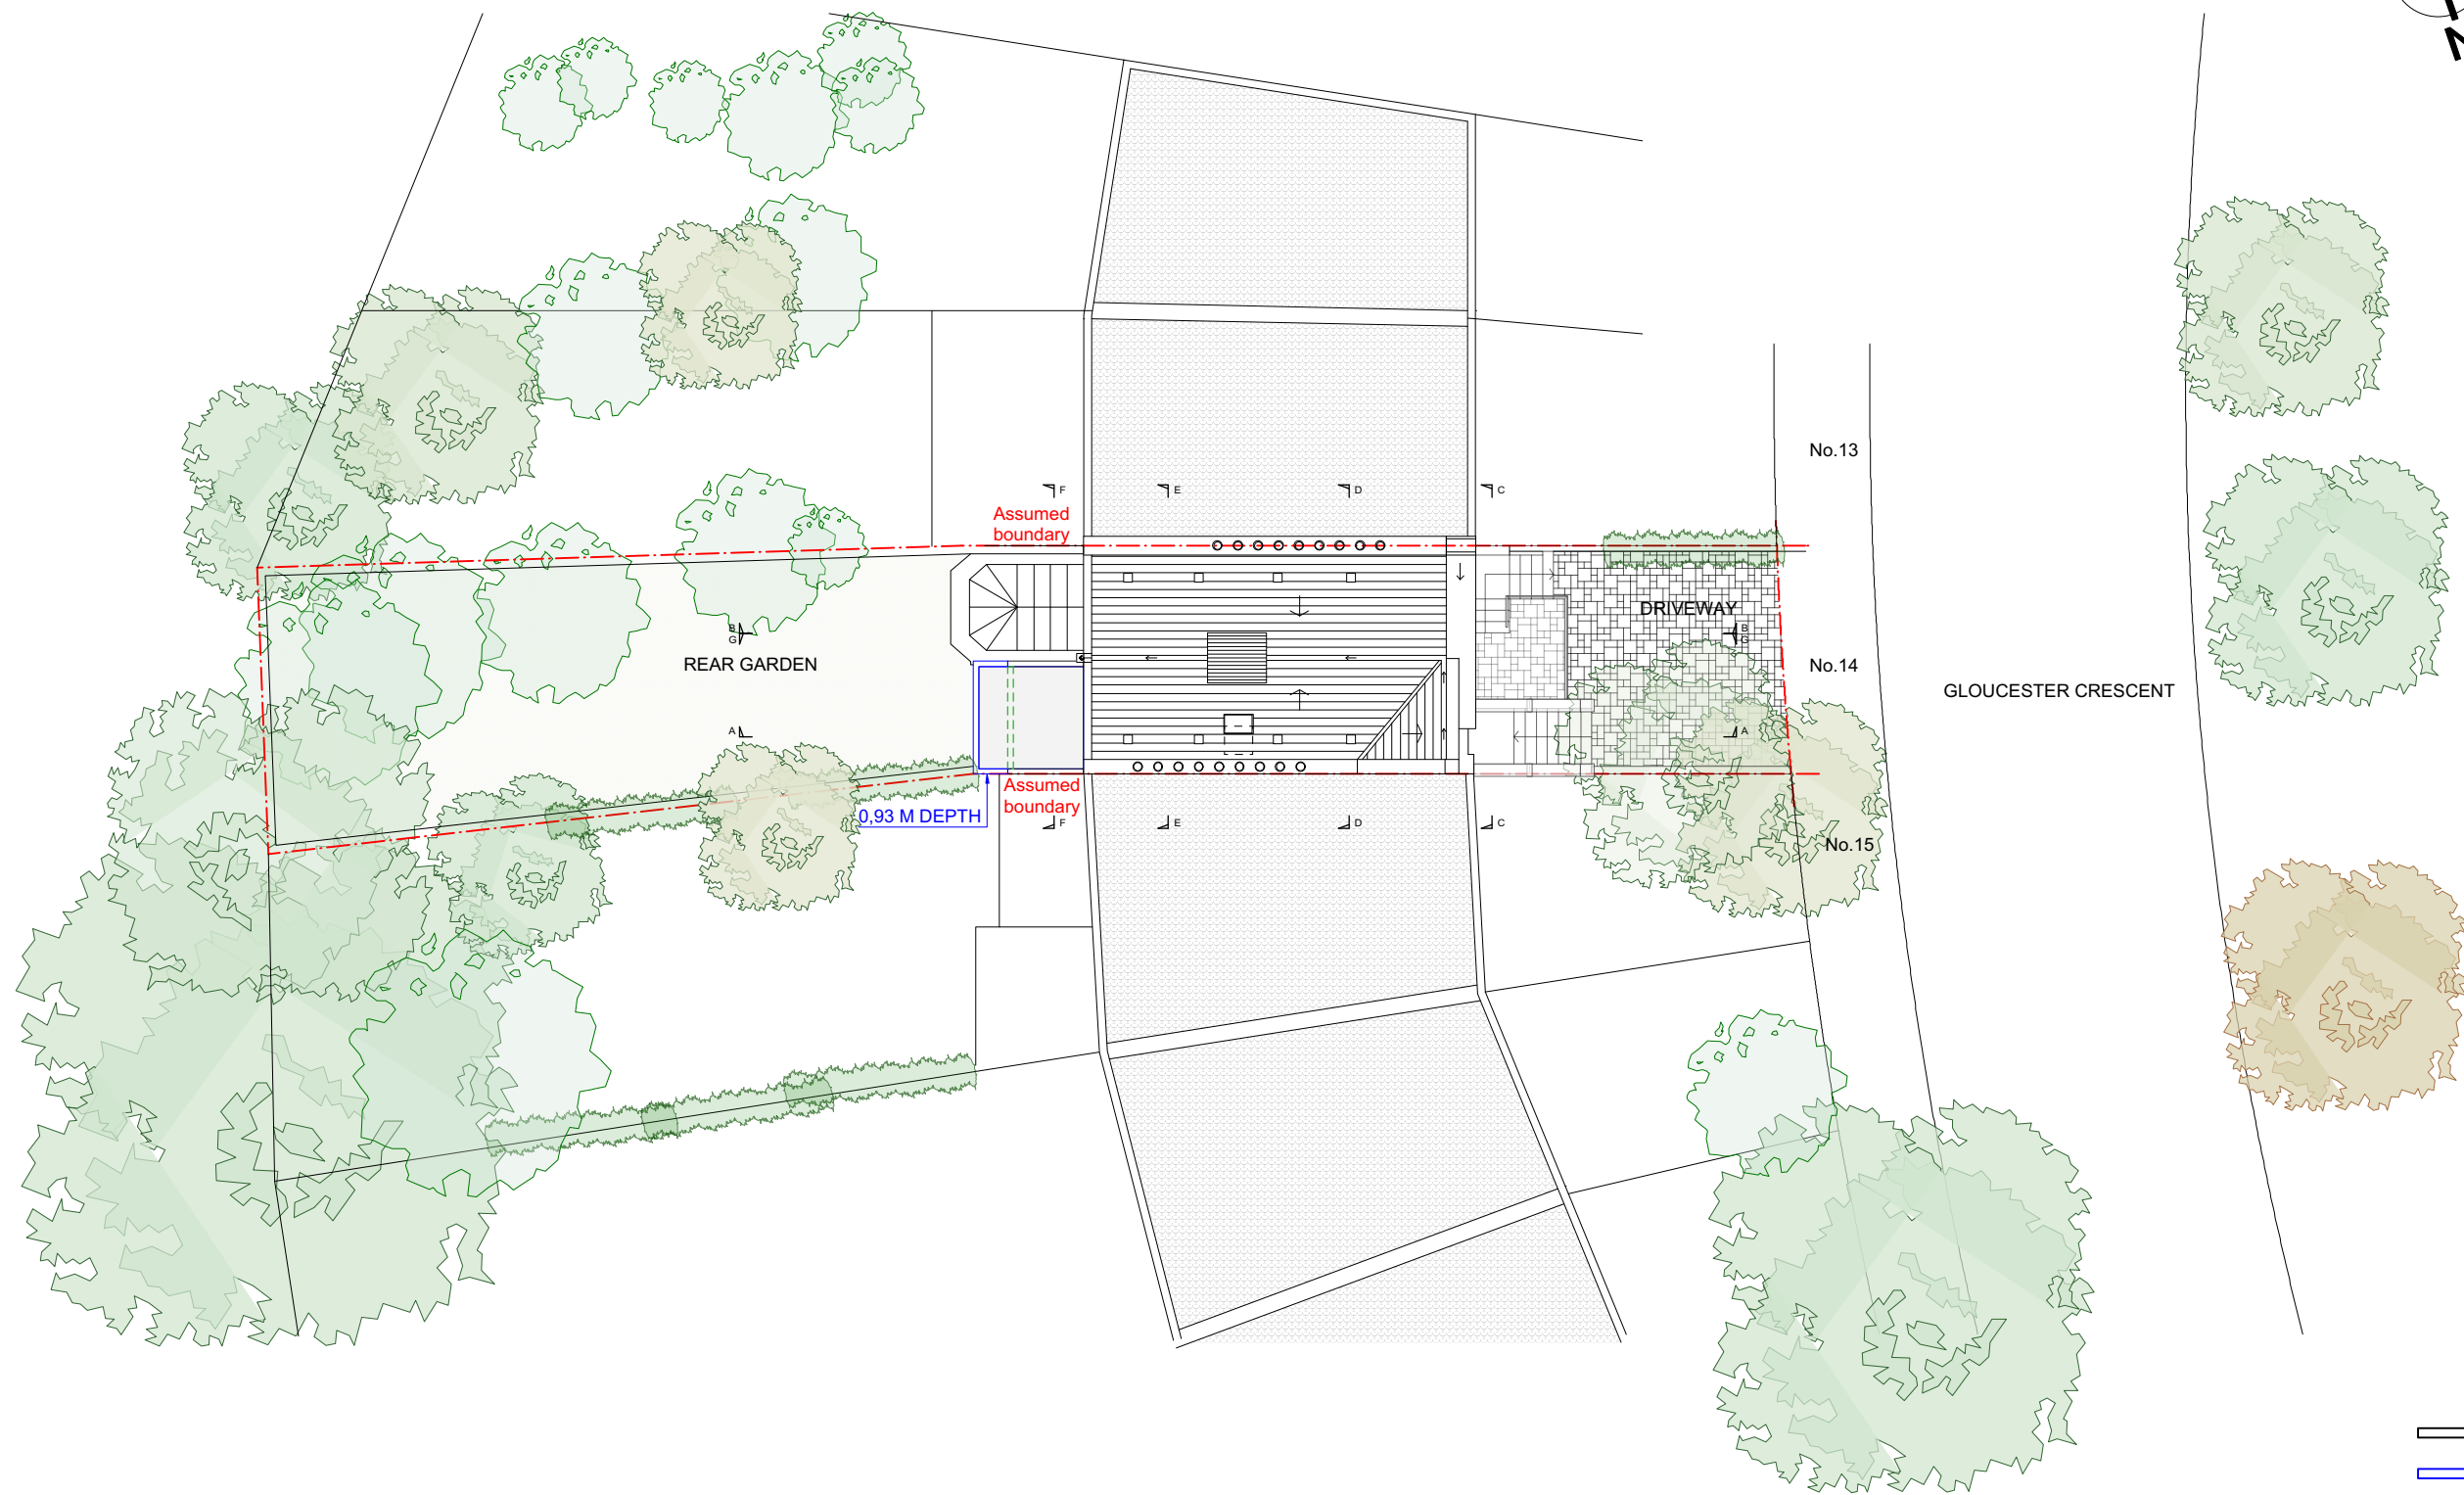 N
No.13
F
E
D
C
Assumed
boundary
DRIVEWAY
B
G
B
G
REAR GARDEN
No.14
GLOUCESTER CRESCENT
A
A
Assumed
boundary
0,93 M DEPTH
F
E
D
C
No.15